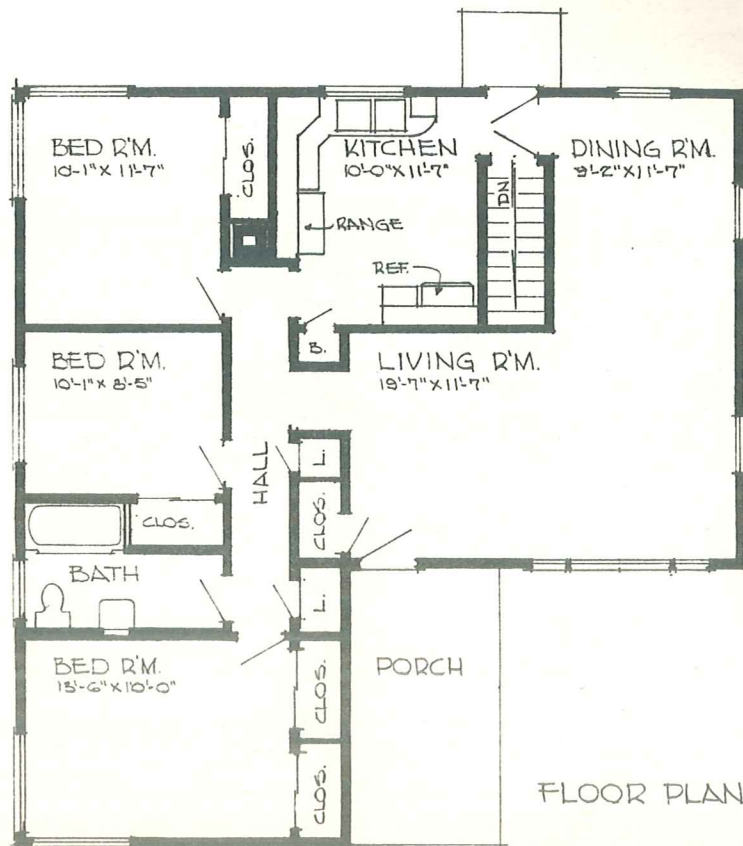 BED R'M.
10'-1" X 11'-7"
CLOS.
KITCHEN
10'-0" X 11'-7"
RANGE
REF.
DN
DINING R'M.
9'-2" X 11'-7"
BED R'M.
10'-1" X 8'-5"
B.
LIVING R'M.
19'-7" X 11'-7"
HALL
L.
CLOS.
CLOS.
BATH
L.
BED R'M.
13'-6" X 10'-0"
CLOS.
CLOS.
PORCH
FLOOR PLAN